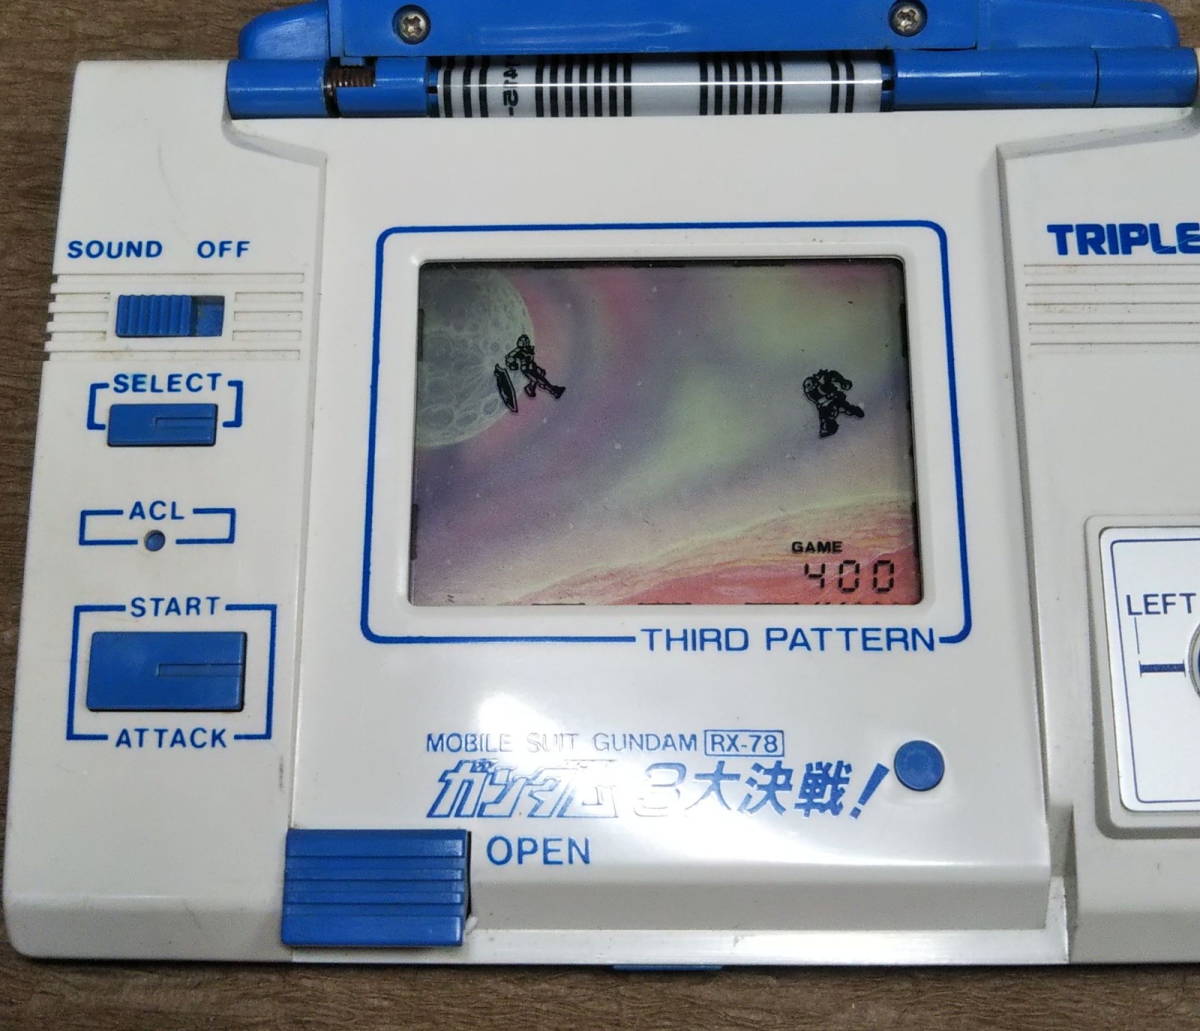 SOUND OFF
SELECT
ACL
START
ATTACK
GAME
400
THIRD PATTERN
MOBILE SUIT GUNDAM RX-78
ガンダム 3大決戦!
OPEN
TRIPLE
LEFT